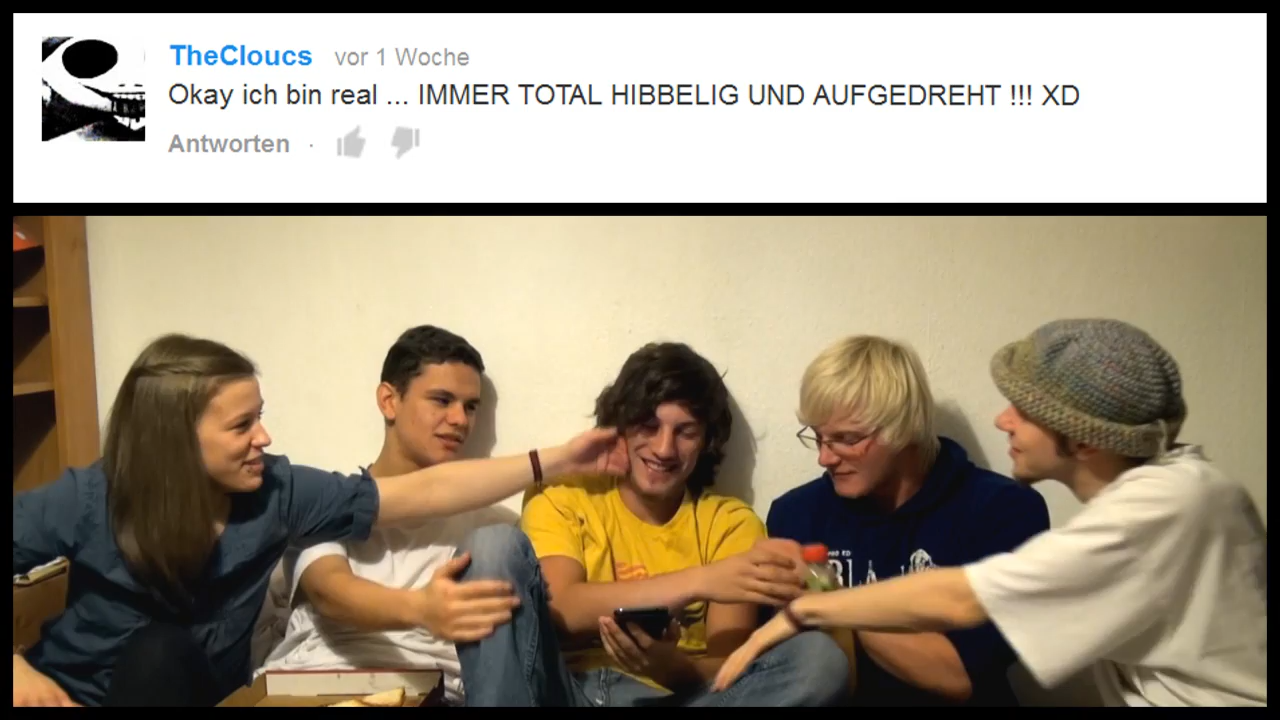 TheCloucs vor 1 Woche
Okay ich bin real ... IMMER TOTAL HIBBELIG UND AUFGEDREHT !!! XD
Antworten ·